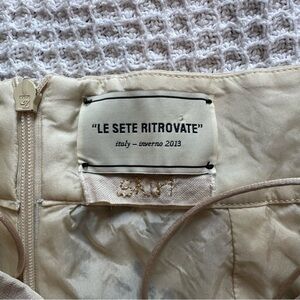 "LE SETE RITROVATE"
italy – inverno 2013